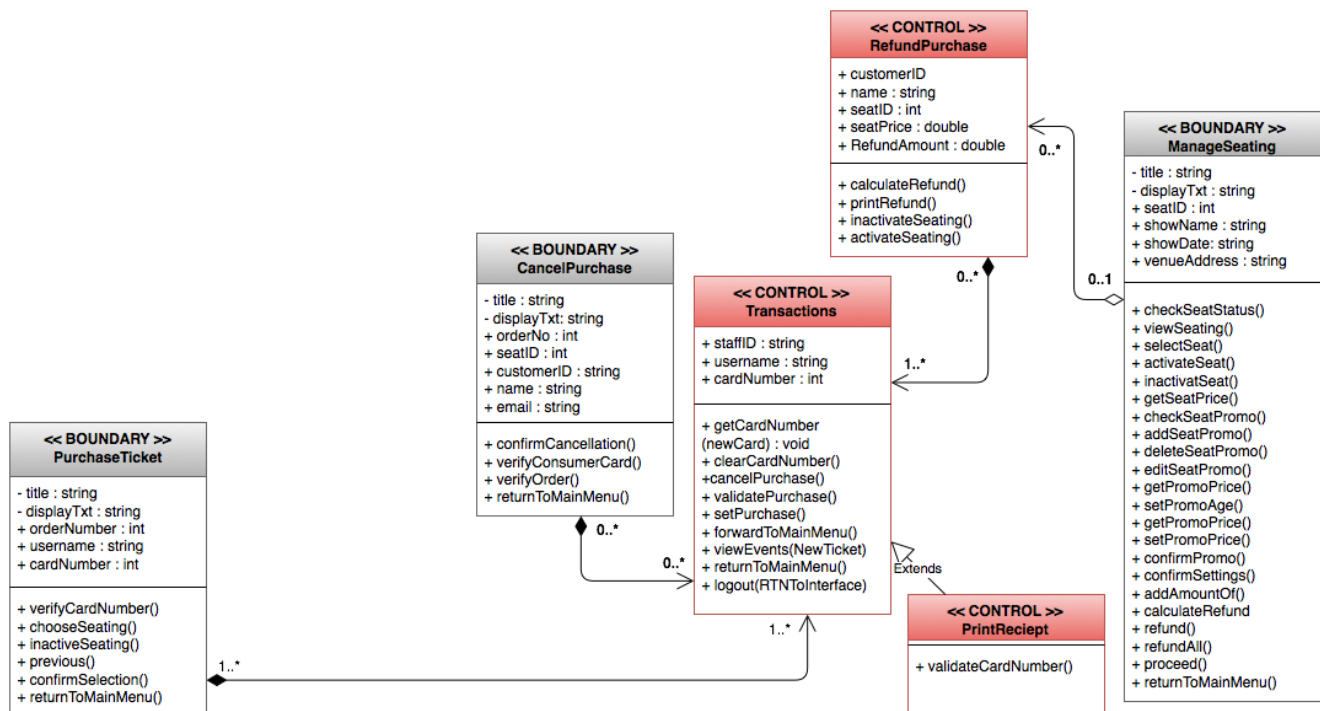 << CONTROL >>
RefundPurchase
+ customerID
+ name : string
+ seatID : int
+ seatPrice : double
+ RefundAmount : double
+ calculateRefund()
+ printRefund()
+ inactivateSeating()
+ activateSeating()
0..*
0..*
<< BOUNDARY >>
ManageSeating
- title : string
- displayTxt : string
+ seatID : int
+ showName : string
+ showDate: string
+ venueAddress : string
+ checkSeatStatus()
+ viewSeating()
+ selectSeat()
+ activateSeat()
+ inactivatSeat()
+ getSeatPrice()
+ checkSeatPromo()
+ addSeatPromo()
+ deleteSeatPromo()
+ editSeatPromo()
+ getPromoPrice()
+ setPromoAge()
+ getPromoPrice()
+ setPromoPrice()
+ confirmPromo()
+ confirmSettings()
+ addAmountOf()
+ calculateRefund
+ refund()
+ refundAll()
+ proceed()
+ returnToMainMenu()
0..1
<< BOUNDARY >>
CancelPurchase
- title : string
- displayTxt: string
+ orderNo : int
+ seatID : int
+ customerID : string
+ name : string
+ email : string
+ confirmCancellation()
+ verifyConsumerCard()
+ verifyOrder()
+ returnToMainMenu()
0..*
0..*
<< CONTROL >>
Transactions
+ staffID : string
+ username : string
+ cardNumber : int
+ getCardNumber
(newCard) : void
+ clearCardNumber()
+cancelPurchase()
+ validatePurchase()
+ setPurchase()
+ forwardToMainMenu()
+ viewEvents(NewTicket)
+ returnToMainMenu()
+ logout(RTNToInterface)
1..*
1..*
Extends
<< CONTROL >>
PrintReciept
+ validateCardNumber()
<< BOUNDARY >>
PurchaseTicket
- title : string
- displayTxt : string
+ orderNumber : int
+ username : string
+ cardNumber : int
+ verifyCardNumber()
+ chooseSeating()
+ inactiveSeating()
+ previous()
+ confirmSelection()
+ returnToMainMenu()
1..*